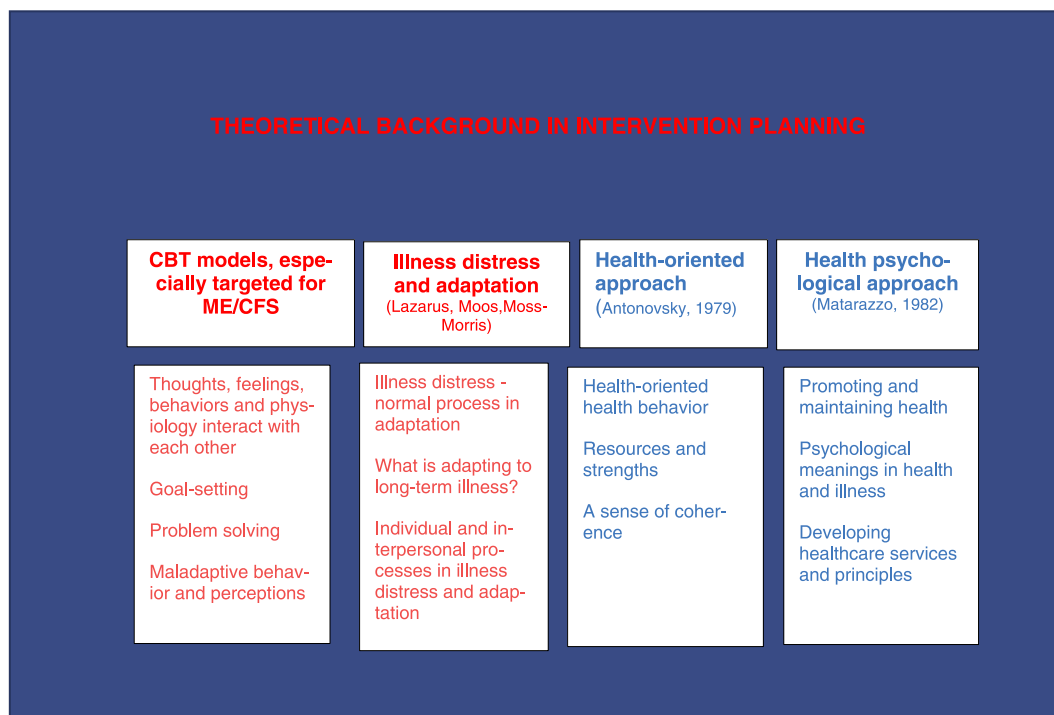 THEORETICAL BACKGROUND IN INTERVENTION PLANNING
CBT models, espe-
cially targeted for
ME/CFS
Illness distress
and adaptation
(Lazarus, Moos,Moss-
Morris)
Health-oriented
approach
(Antonovsky, 1979)
Health psycho-
logical approach
(Matarazzo, 1982)
Thoughts, feelings,
behaviors and phys-
iology interact with
each other
Goal-setting
Problem solving
Maladaptive behav-
ior and perceptions
Illness distress -
normal process in
adaptation
What is adapting to
long-term illness?
Individual and in-
terpersonal pro-
cesses in illness
distress and adap-
tation
Health-oriented
health behavior
Resources and
strengths
A sense of coher-
ence
Promoting and
maintaining health
Psychological
meanings in health
and illness
Developing
healthcare services
and principles